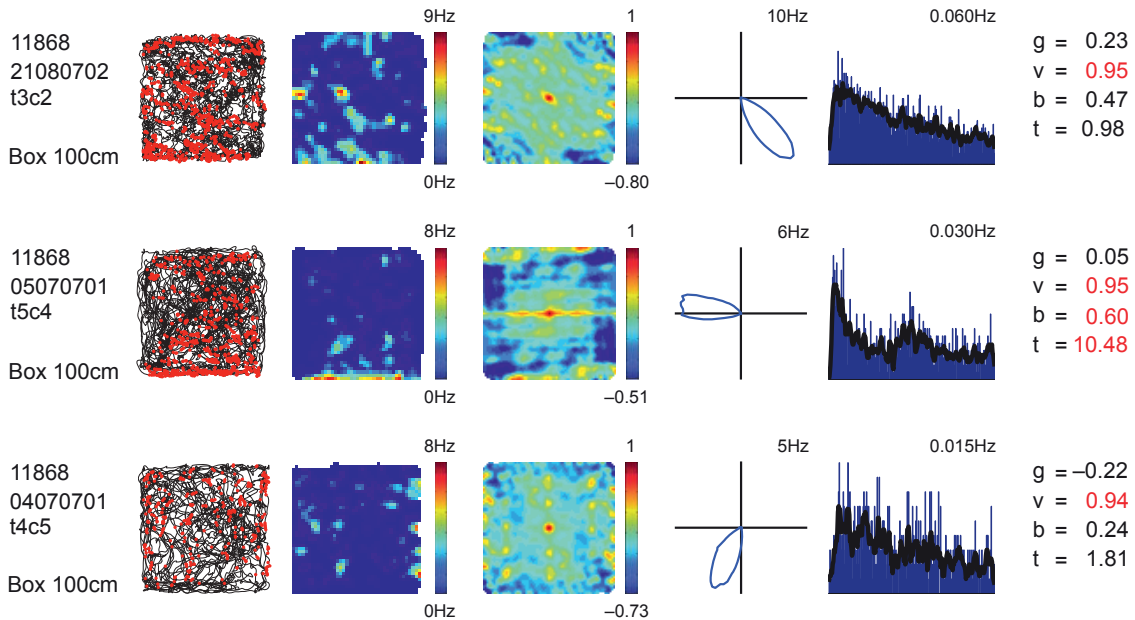 9Hz 1 10Hz 0.060Hz
11868
21080702
t3c2
Box 100cm
0Hz –0.80
g = 0.23
v = 0.95
b = 0.47
t = 0.98
8Hz 1 6Hz 0.030Hz
11868
05070701
t5c4
Box 100cm
0Hz –0.51
g = 0.05
v = 0.95
b = 0.60
t = 10.48
8Hz 1 5Hz 0.015Hz
11868
04070701
t4c5
Box 100cm
0Hz –0.73
g = –0.22
v = 0.94
b = 0.24
t = 1.81